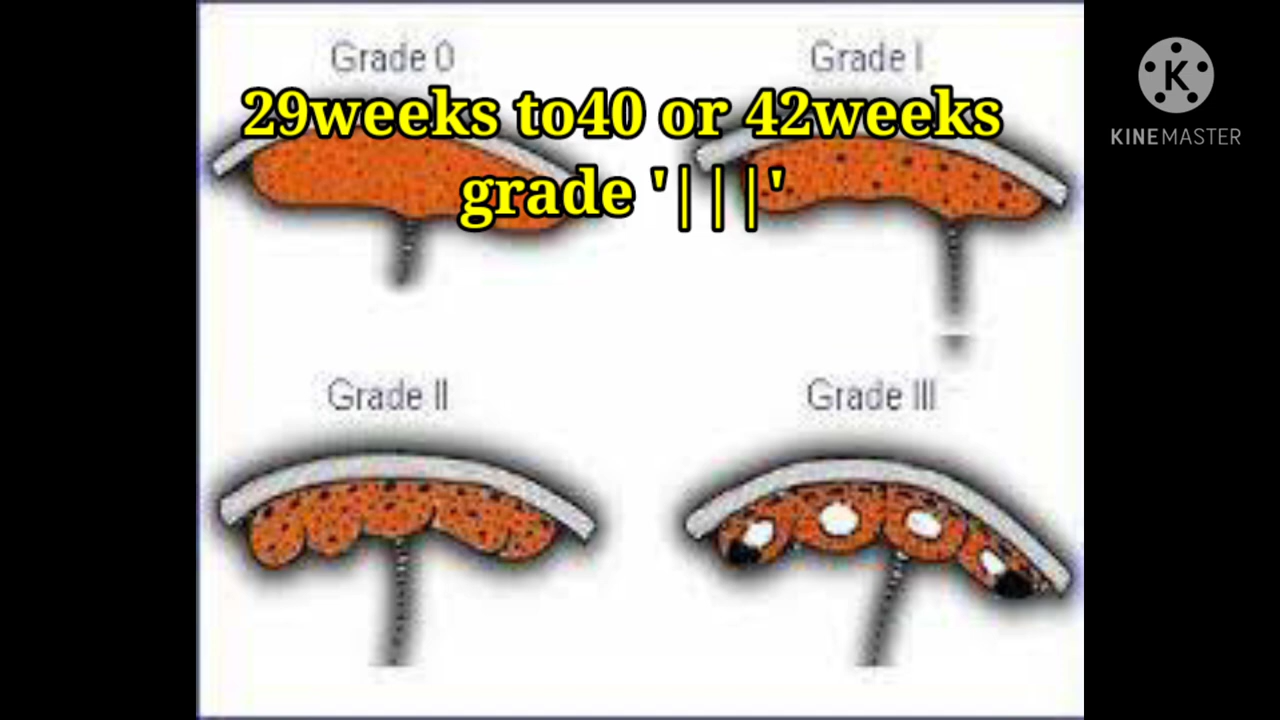 Grade 0
Grade I
29weeks to40 or 42weeks
grade '|||'
KINEMASTER
Grade II
Grade III